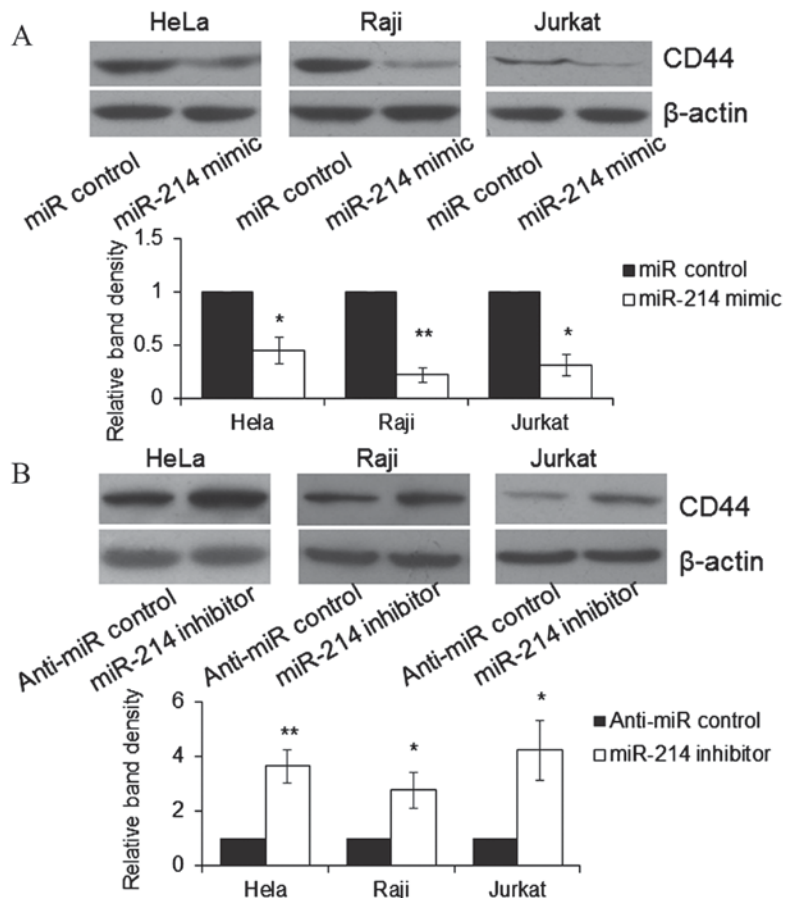 A
HeLa
Raji
Jurkat
CD44
β-actin
miR control
miR-214 mimic
miR control
miR-214 mimic
miR control
miR-214 mimic
Relative band density
1.5
1
0.5
0
*
**
*
Hela
Raji
Jurkat
miR control
miR-214 mimic
B
HeLa
Raji
Jurkat
CD44
β-actin
Anti-miR control
miR-214 inhibitor
Anti-miR control
miR-214 inhibitor
Anti-miR control
miR-214 inhibitor
Relative band density
6
4
2
0
**
*
*
Hela
Raji
Jurkat
Anti-miR control
miR-214 inhibitor